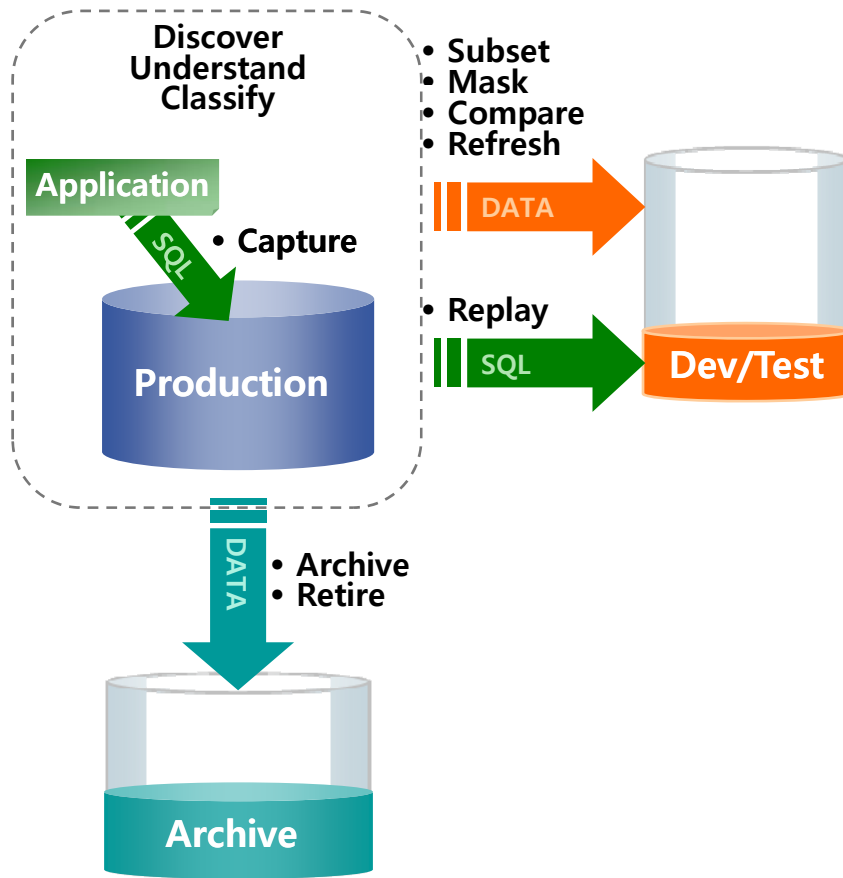 Discover
Understand
Classify
• Subset
• Mask
• Compare
• Refresh
Application
DATA
SQL
• Capture
• Replay
SQL
Production
Dev/Test
DATA
• Archive
• Retire
Archive